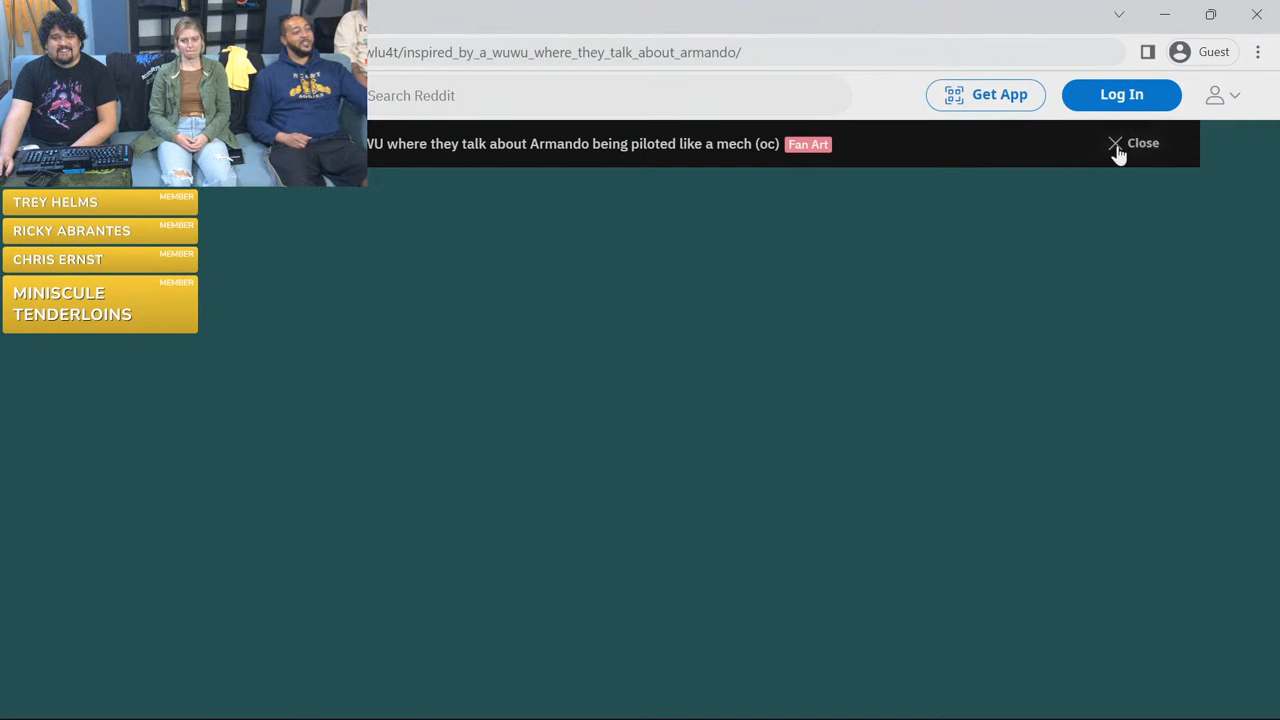 wlu4t/inspired_by_a_wuwu_where_they_talk_about_armando/
Guest
Search Reddit
Get App
Log In
WU where they talk about Armando being piloted like a mech (oc) Fan Art
Close
TREY HELMS MEMBER
RICKY ABRANTES MEMBER
CHRIS ERNST MEMBER
MINISCULE MEMBER
TENDERLOINS
AGGIES